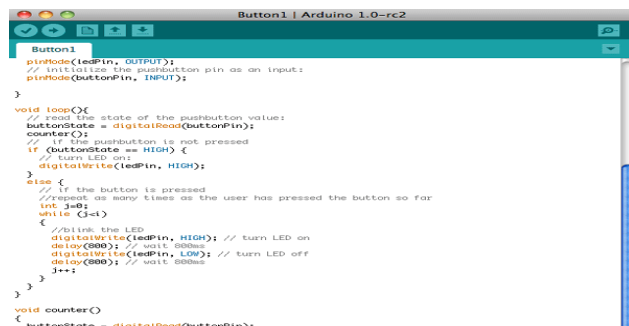 Button1 | Arduino 1.0-rc2
Button1
pinMode(ledPin, OUTPUT);
// initialize the pushbutton pin as an input:
pinMode(buttonPin, INPUT);
}
void loop(){
// read the state of the pushbutton value:
buttonState = digitalRead(buttonPin);
counter();
// if the pushbutton is not pressed
if (buttonState == HIGH) {
// turn LED on:
digitalWrite(ledPin, HIGH);
}
else {
// if the button is pressed
//repeat as many times as the user has pressed the button so far
int j=0;
while (j<i)
{
//blink the LED
digitalWrite(ledPin, HIGH); // turn LED on
delay(800); // wait 800ms
digitalWrite(ledPin, LOW); // turn LED off
delay(800); // wait 800ms
j++;
}
}
}
void counter()
{
buttonState = digitalRead(buttonPin);